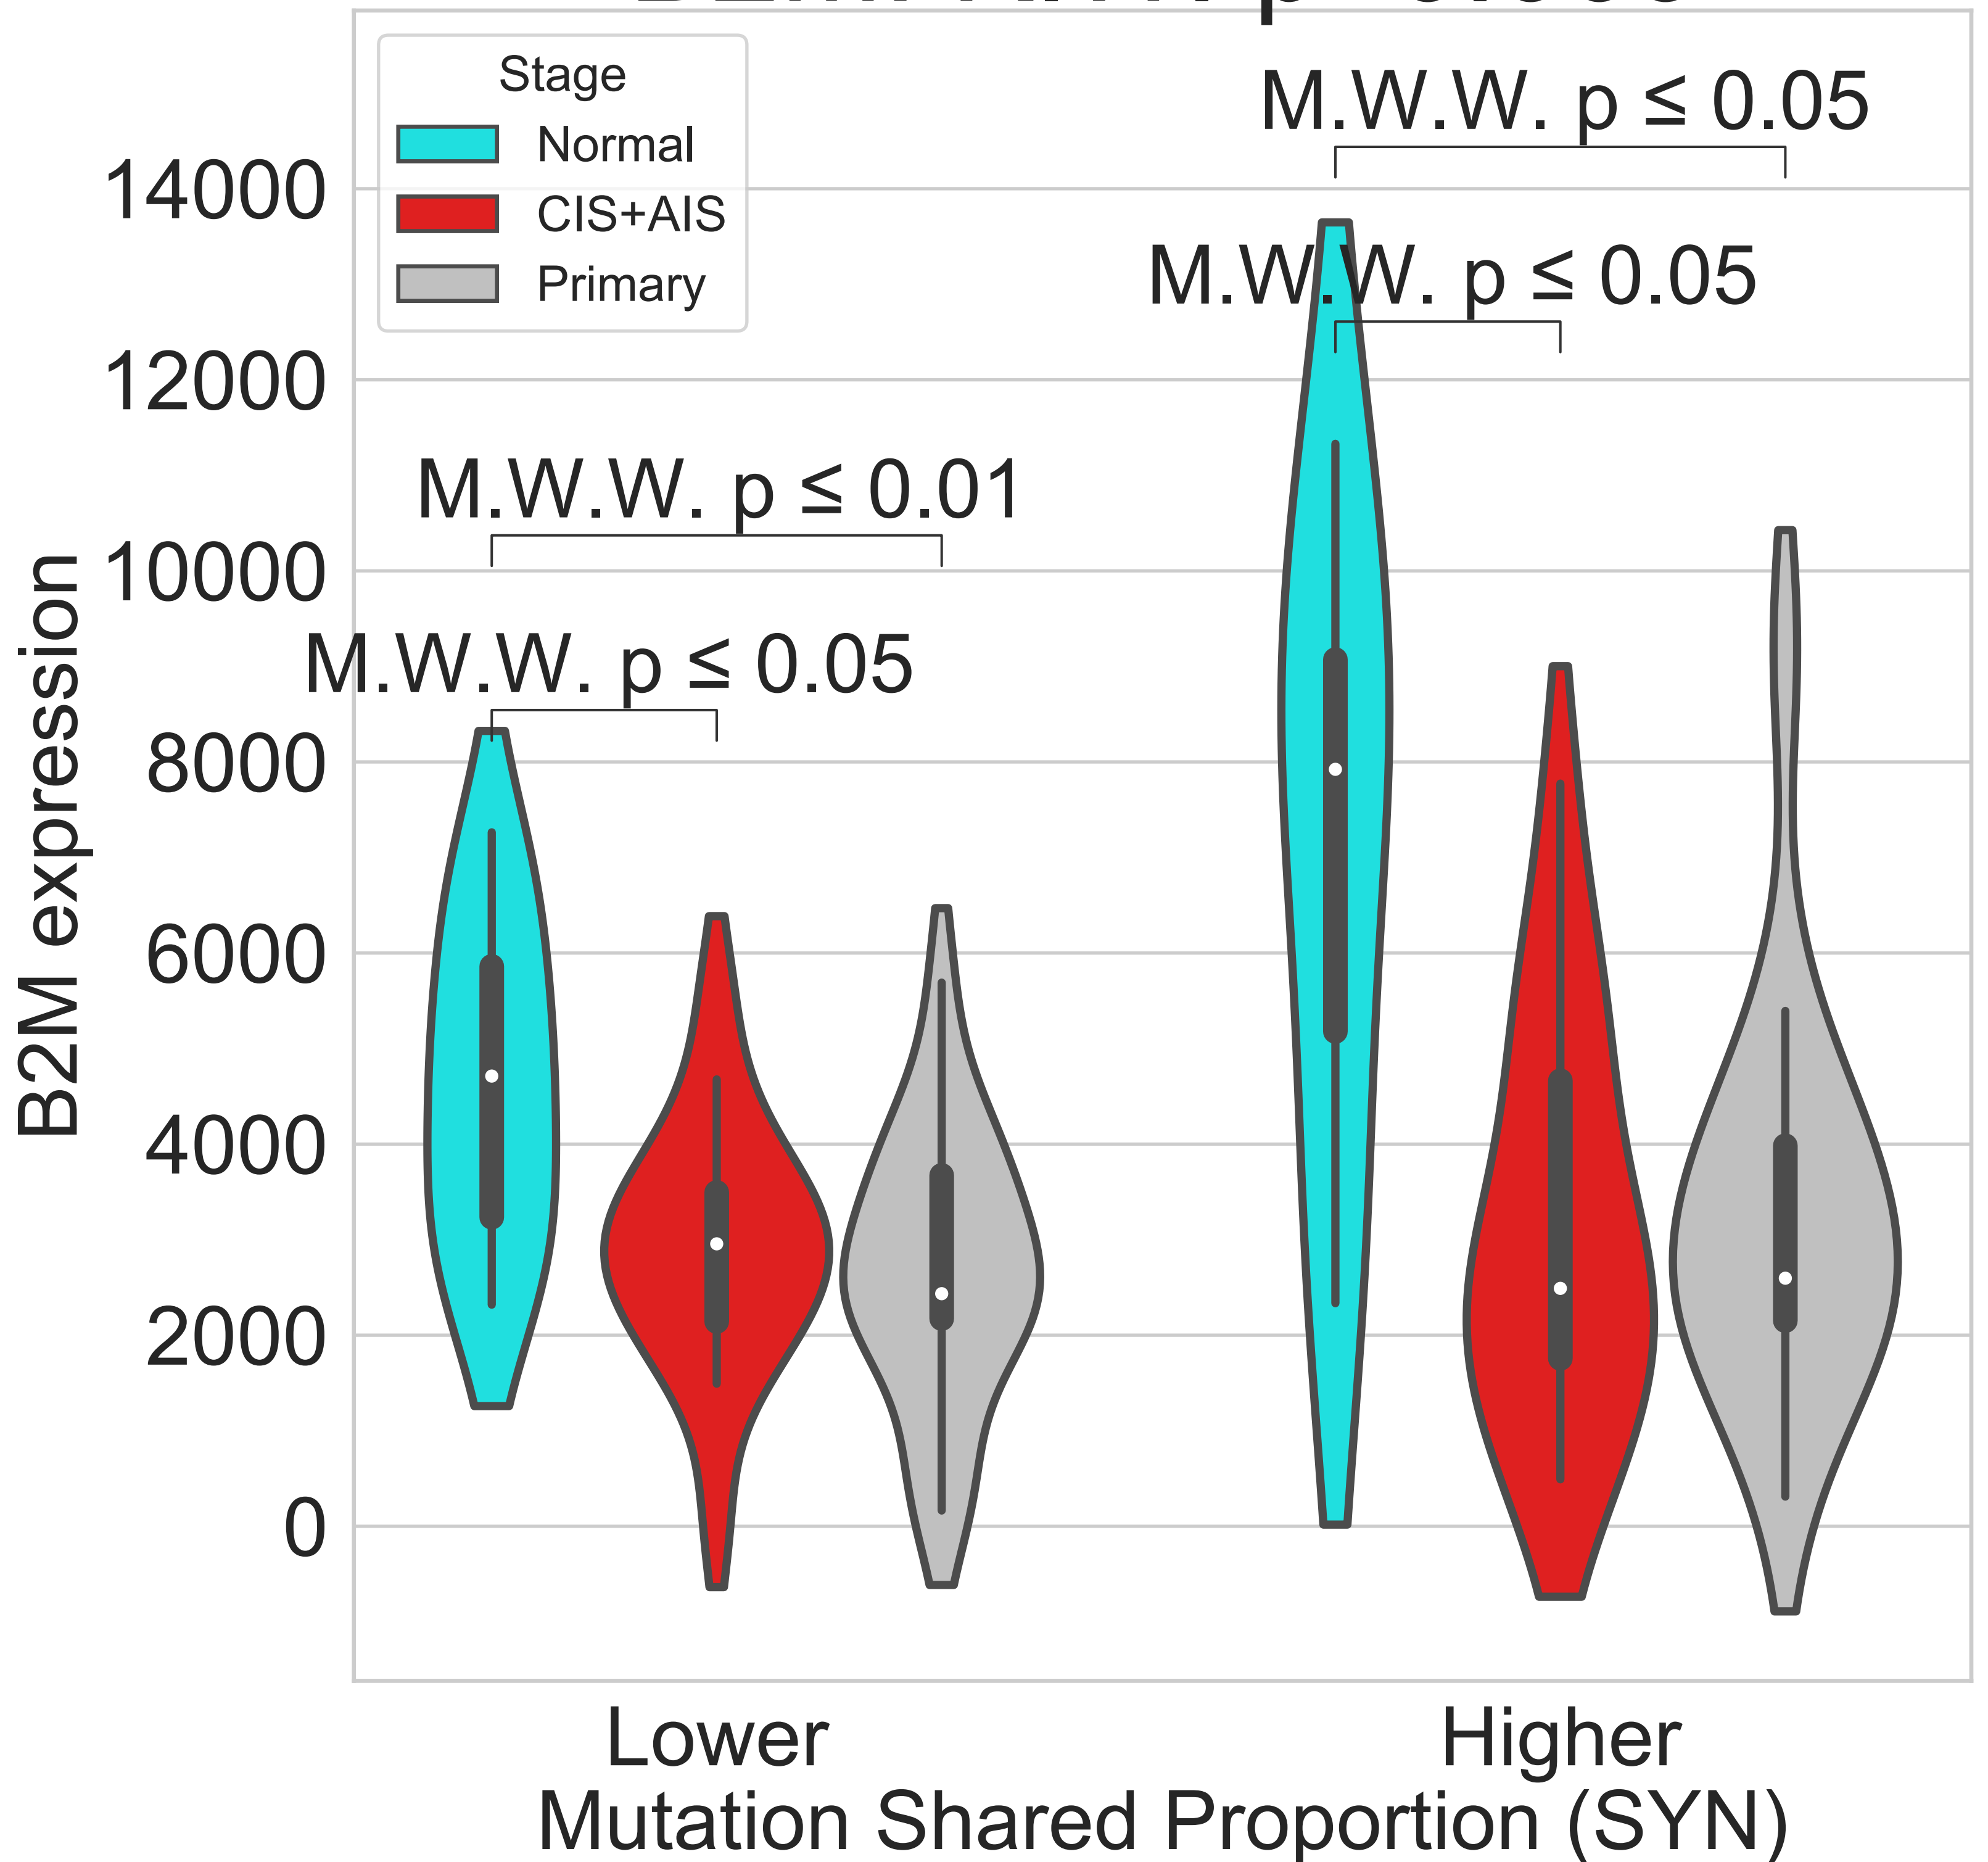 Stage
Normal
CIS+AIS
Primary
M.W.W. p ≤ 0.05
M.W.W. p ≤ 0.05
M.W.W. p ≤ 0.01
M.W.W. p ≤ 0.05
14000
12000
10000
8000
6000
4000
2000
0
B2M expression
Lower
Higher
Mutation Shared Proportion (SYN)